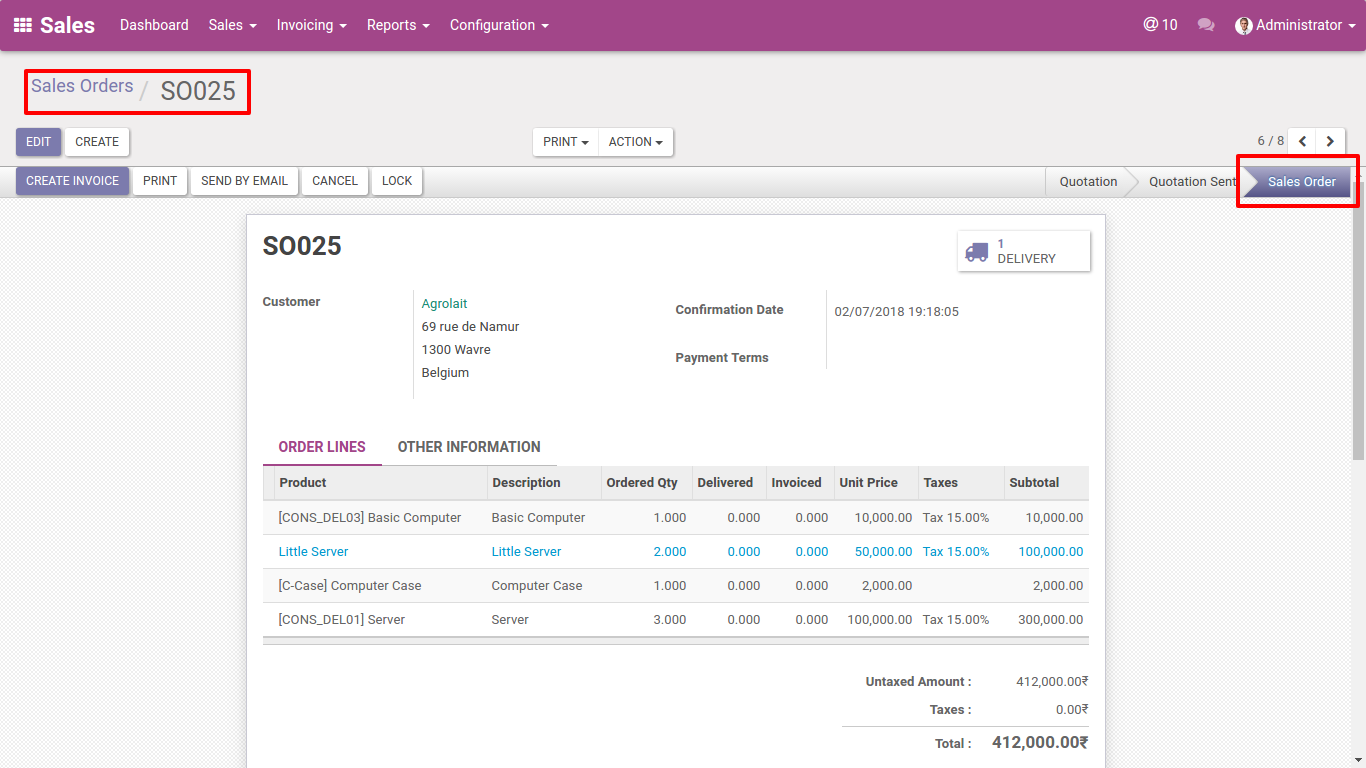 Sales Dashboard Sales Invoicing Reports Configuration @ 10 Administrator
Sales Orders / SO025
EDIT CREATE PRINT ACTION 6 / 8
CREATE INVOICE PRINT SEND BY EMAIL CANCEL LOCK Quotation Quotation Sent Sales Order
SO025
1
DELIVERY
Customer
Agrolait
69 rue de Namur
1300 Wavre
Belgium
Confirmation Date 02/07/2018 19:18:05
Payment Terms
ORDER LINES OTHER INFORMATION
Product Description Ordered Qty Delivered Invoiced Unit Price Taxes Subtotal
[CONS_DEL03] Basic Computer Basic Computer 1.000 0.000 0.000 10,000.00 Tax 15.00% 10,000.00
Little Server Little Server 2.000 0.000 0.000 50,000.00 Tax 15.00% 100,000.00
[C-Case] Computer Case Computer Case 1.000 0.000 0.000 2,000.00 2,000.00
[CONS_DEL01] Server Server 3.000 0.000 0.000 100,000.00 Tax 15.00% 300,000.00
Untaxed Amount : 412,000.00₹
Taxes : 0.00₹
Total : 412,000.00₹